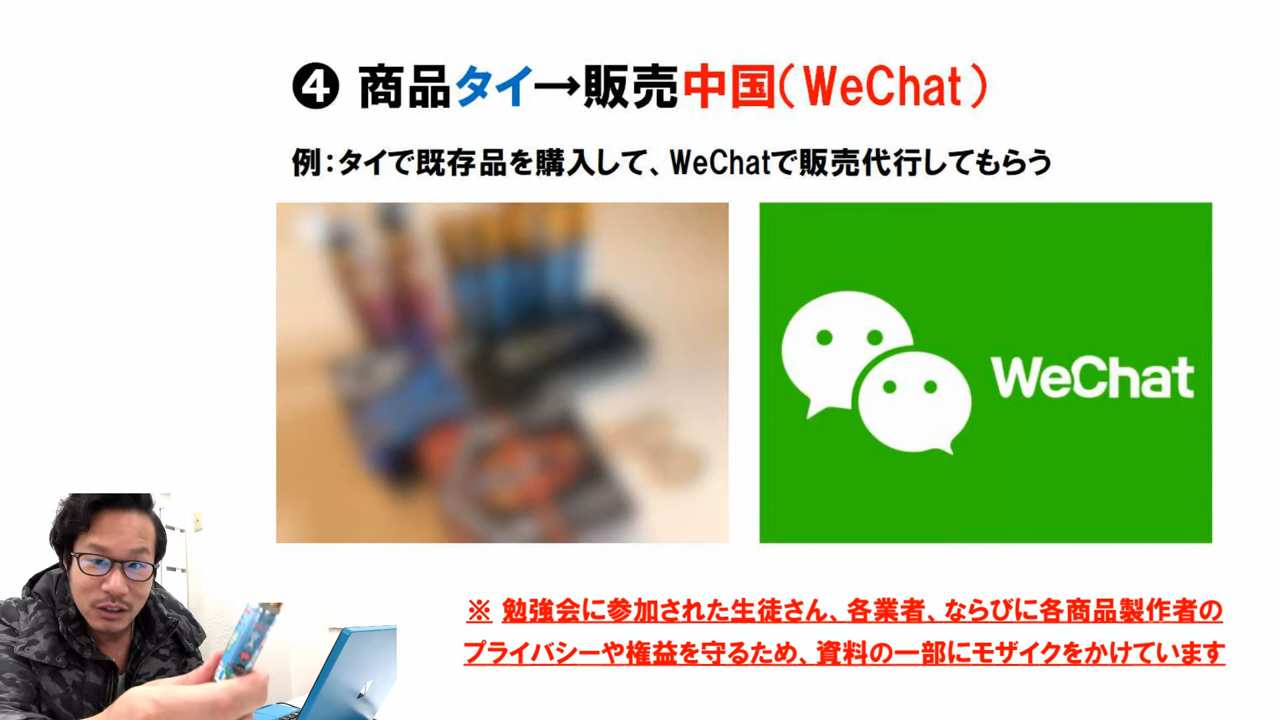 ❹ 商品タイ→販売中国(WeChat)
例：タイで既存品を購入して、WeChatで販売代行してもらう
WeChat
※ 勉強会に参加された生徒さん、各業者、ならびに各商品製作者の
プライバシーや権益を守るため、資料の一部にモザイクをかけています